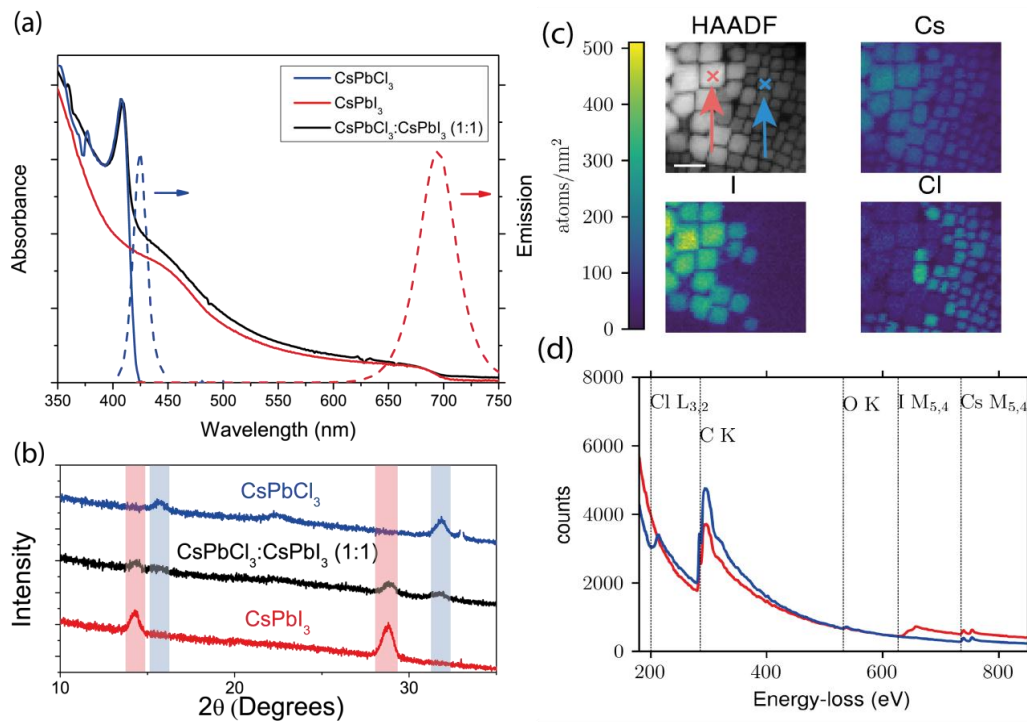 (a)
Absorbance
Emission
CsPbCl₃
CsPbI₃
CsPbCl₃:CsPbI₃ (1:1)
350 400 450 500 550 600 650 700 750
Wavelength (nm)
(b)
Intensity
CsPbCl₃
CsPbCl₃:CsPbI₃ (1:1)
CsPbI₃
10 20 30
2θ (Degrees)
(c)
500
400
300
200
100
0
atoms/nm²
HAADF
Cs
I
Cl
(d)
8000
6000
4000
2000
0
counts
Cl L₃,₂
C K
O K
I M₅,₄
Cs M₅,₄
200 400 600 800
Energy-loss (eV)